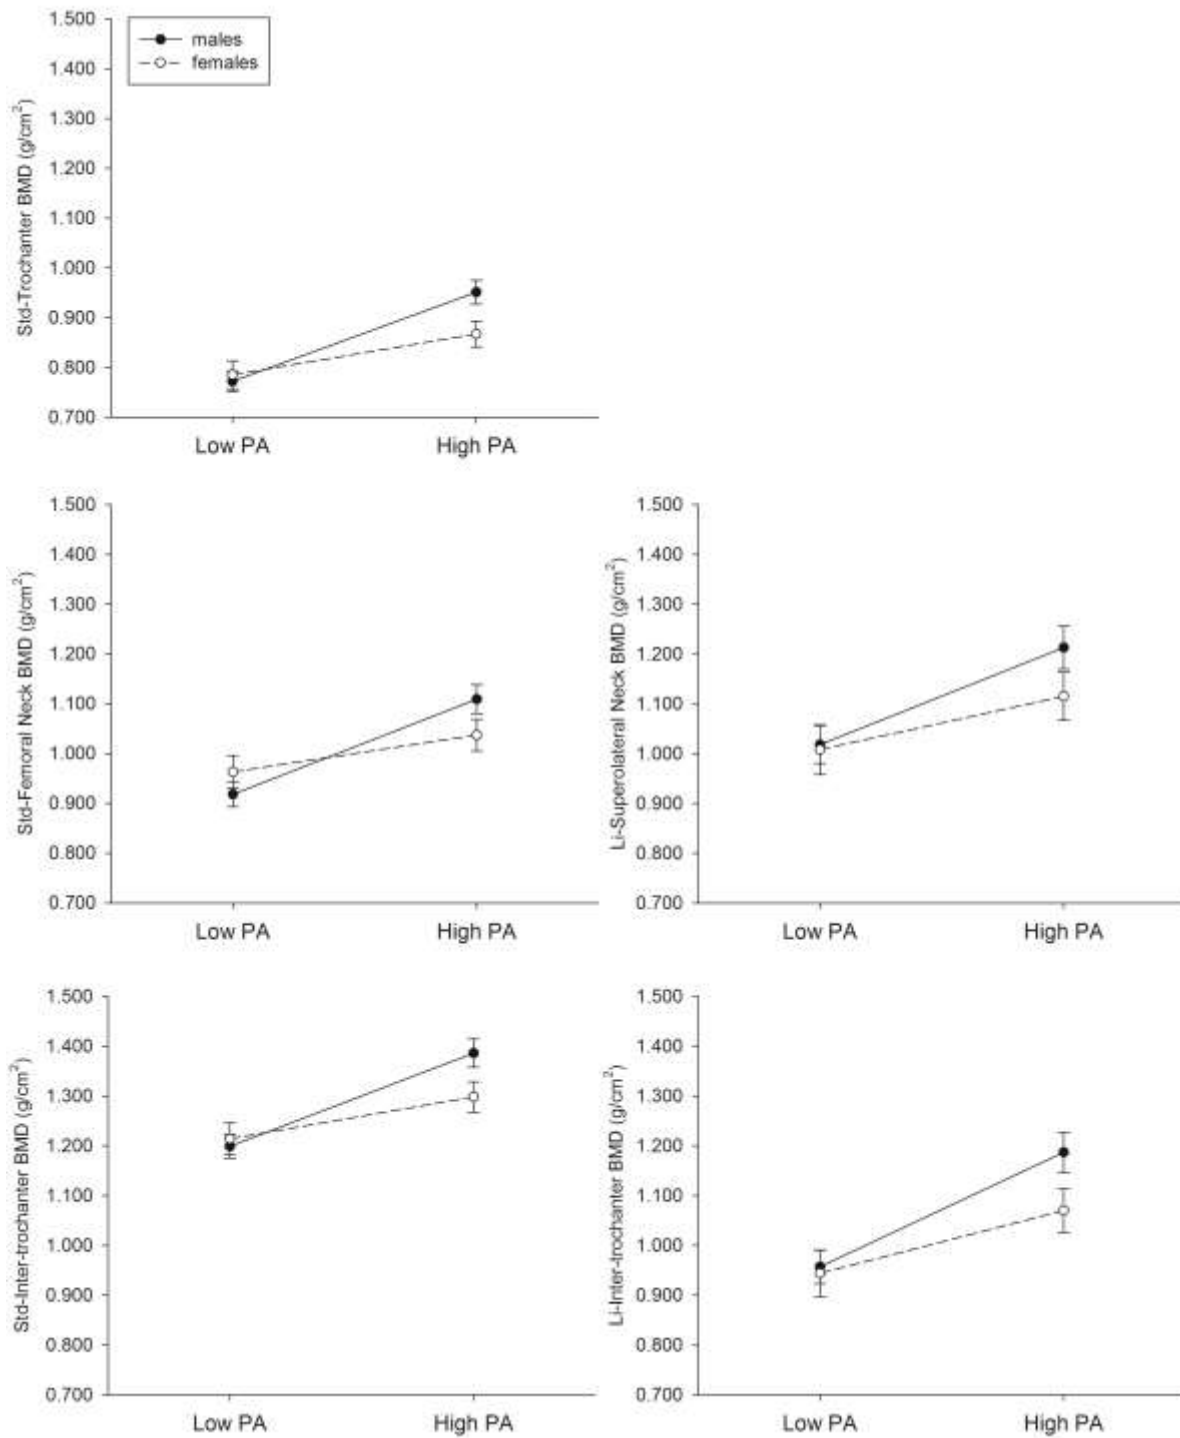 1.500
1.400
1.300
1.200
1.100
1.000
0.900
0.800
0.700
Std-Trochanter BMD (g/cm²)
males
females
Low PA
High PA
1.500
1.400
1.300
1.200
1.100
1.000
0.900
0.800
0.700
Std-Femoral Neck BMD (g/cm²)
Low PA
High PA
1.500
1.400
1.300
1.200
1.100
1.000
0.900
0.800
0.700
Li-Superolateral Neck BMD (g/cm²)
Low PA
High PA
1.500
1.400
1.300
1.200
1.100
1.000
0.900
0.800
0.700
Std-Inter-trochanter BMD (g/cm²)
Low PA
High PA
1.500
1.400
1.300
1.200
1.100
1.000
0.900
0.800
0.700
Li-Inter-trochanter BMD (g/cm²)
Low PA
High PA